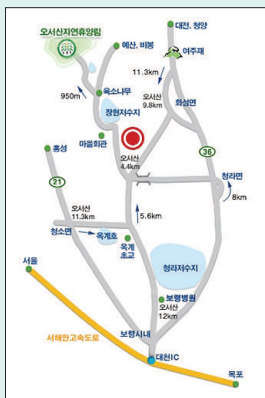 오서산자연휴양림
대전, 청양
예산, 비봉
여주재
11.3km
오서산
9.8km
화성면
육소나무
950m
장현저수지
마을회관
오서산
4.4km
36
홍성
청라면
21
8km
오서산
11.3km
5.6km
청소면
옥계호
옥계
초교
청라저수지
서울
보령병원
오서산
12km
보령시내
서해안고속도로
대천IC
목포